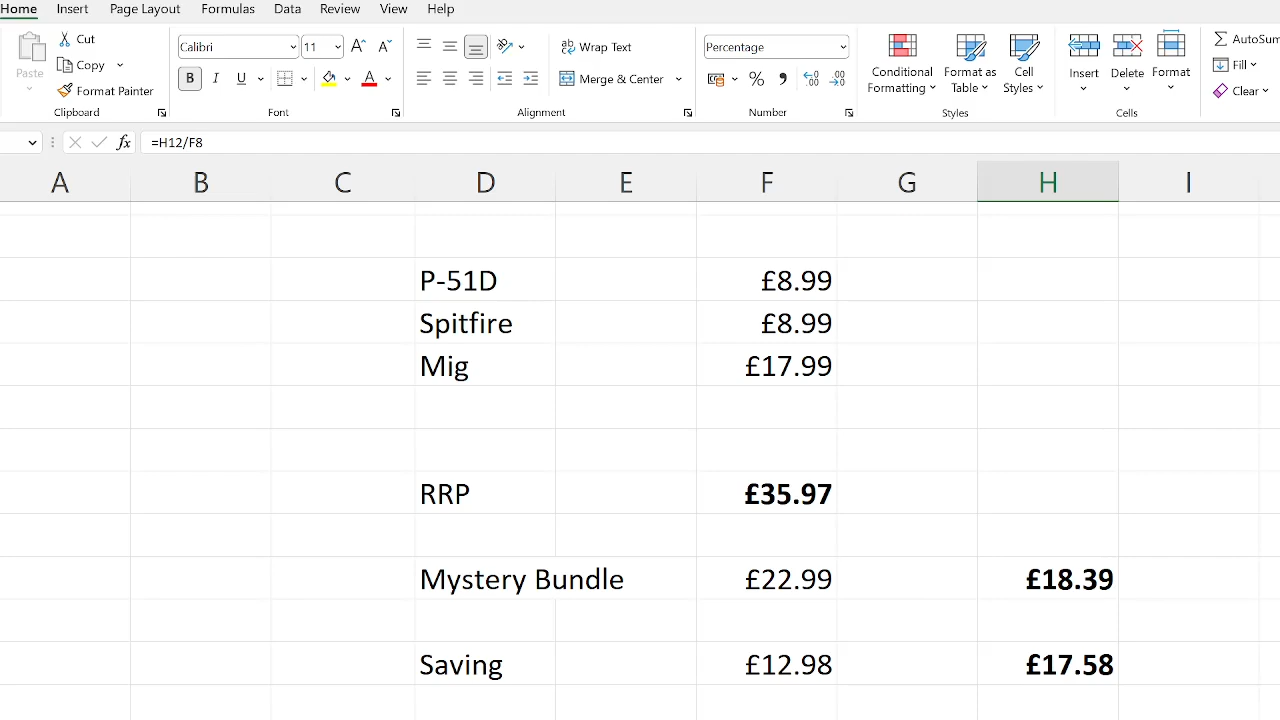 Home Insert Page Layout Formulas Data Review View Help
Paste Cut Copy Format Painter Clipboard
Calibri 11 A A B I U A Font
ab Wrap Text Merge & Center Alignment
Percentage % , Number
Conditional Formatting Format as Table Cell Styles Styles
Insert Delete Format Cells
AutoSum Fill Clear
fx =H12/F8
A B C D E F G H I
P-51D £8.99
Spitfire £8.99
Mig £17.99
RRP £35.97
Mystery Bundle £22.99 £18.39
Saving £12.98 £17.58